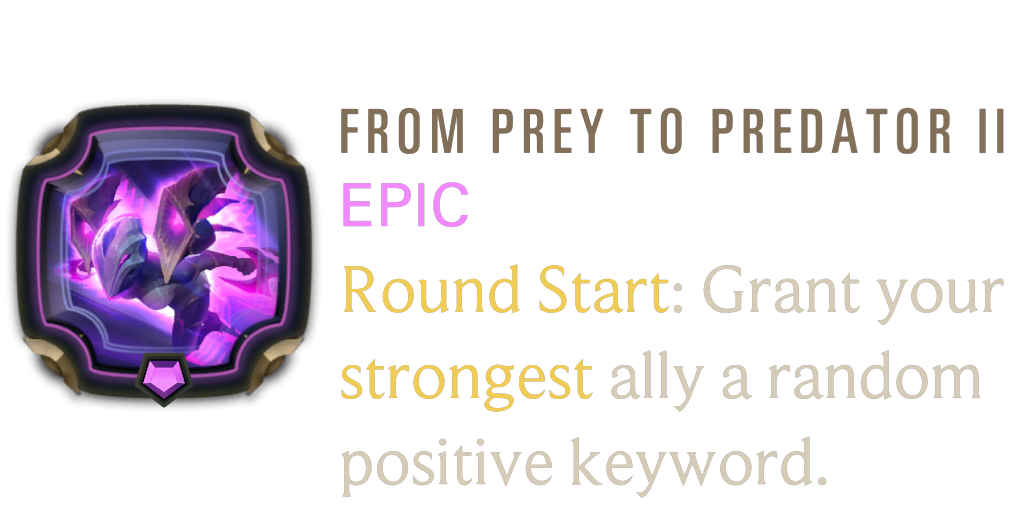 FROM PREY TO PREDATOR II
EPIC
Round Start: Grant your
strongest ally a random
positive keyword.